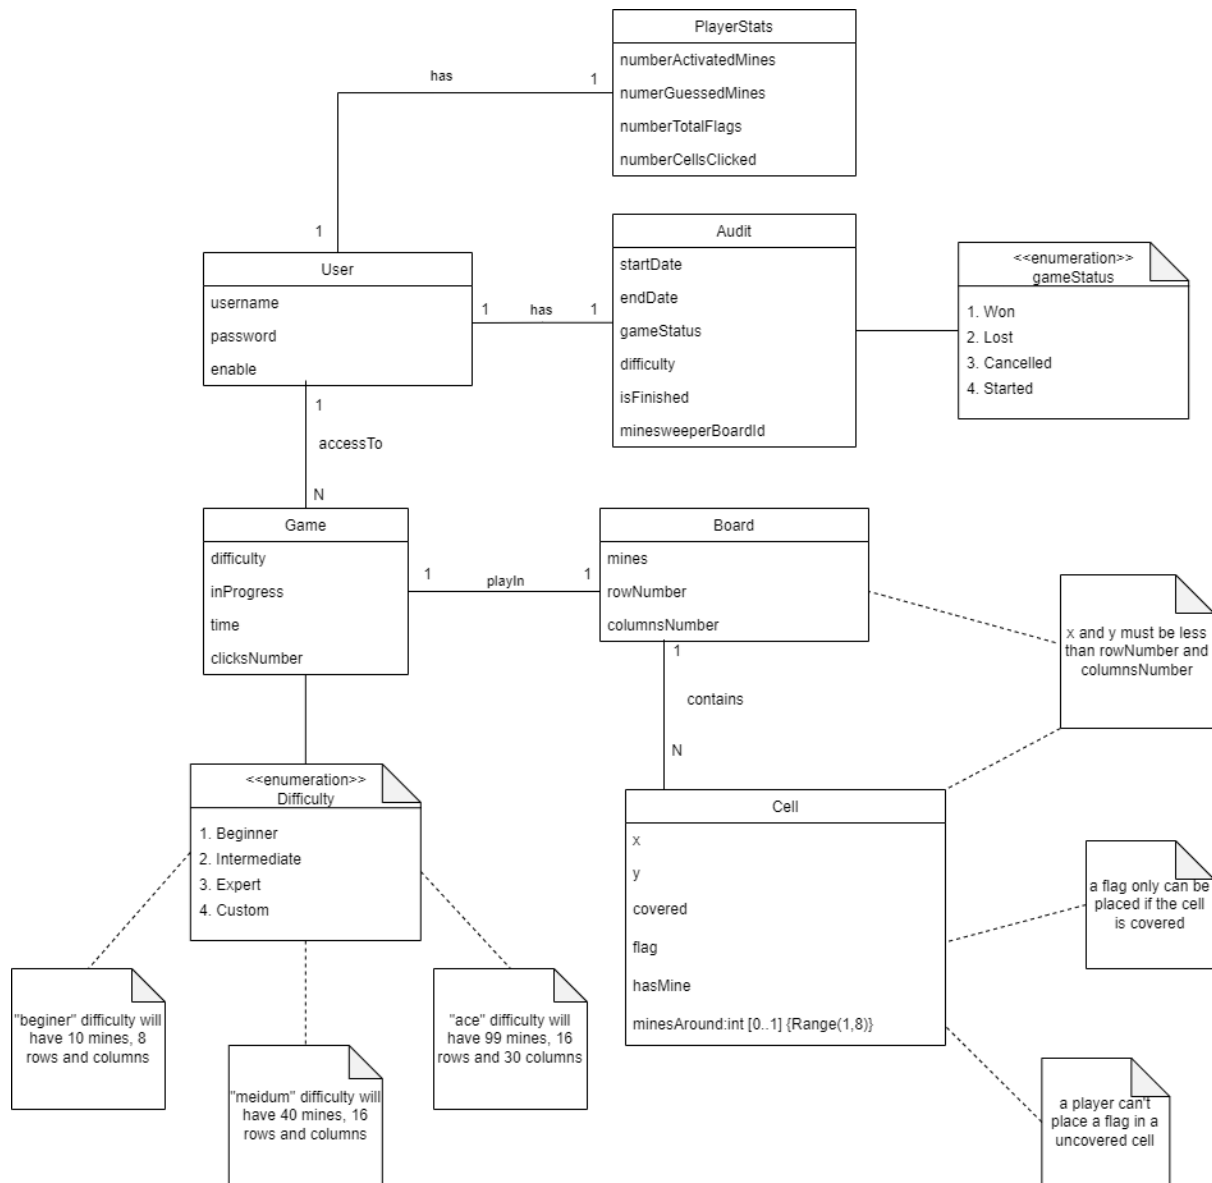 PlayerStats
numberActivatedMines
numerGuessedMines
numberTotalFlags
numberCellsClicked
has
1
1
User
username
password
enable
1
has
1
Audit
startDate
endDate
gameStatus
difficulty
isFinished
minesweeperBoardId
<<enumeration>>
gameStatus
1. Won
2. Lost
3. Cancelled
4. Started
1
accessTo
N
Game
difficulty
inProgress
time
clicksNumber
1
playIn
1
Board
mines
rowNumber
columnsNumber
x and y must be less
than rowNumber and
columnsNumber
1
contains
N
<<enumeration>>
Difficulty
1. Beginner
2. Intermediate
3. Expert
4. Custom
Cell
x
y
covered
flag
hasMine
minesAround:int [0..1] {Range(1,8)}
a flag only can be
placed if the cell
is covered
"beginer" difficulty will
have 10 mines, 8
rows and columns
"meidum" difficulty will
have 40 mines, 16
rows and columns
"ace" difficulty will
have 99 mines, 16
rows and 30 columns
a player can't
place a flag in a
uncovered cell